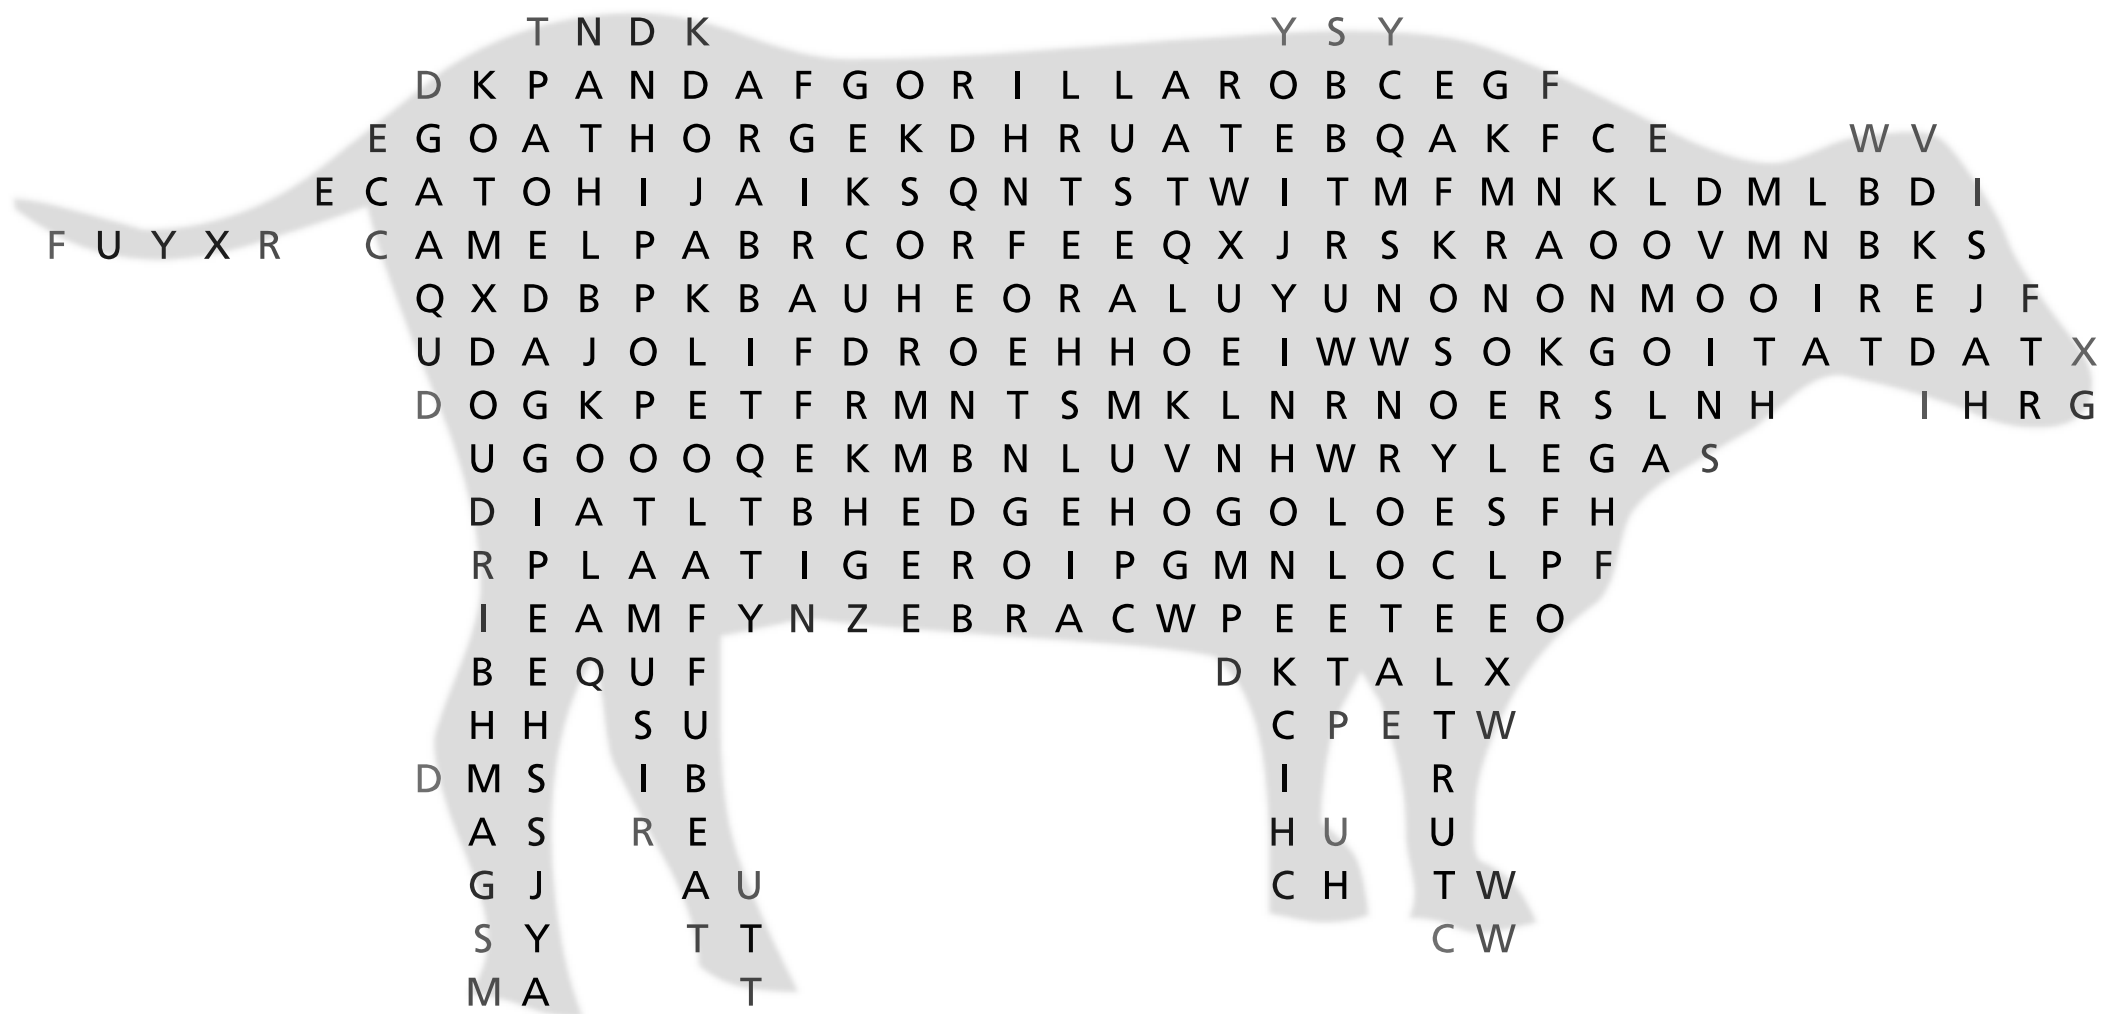 T N D K Y S Y
D K P A N D A F G O R I L L A R O B C E G F
E G O A T H O R G E K D H R U A T E B Q A K F C E W V
E C A T O H I J A I K S Q N T S T W I T M F M N K L D M L B D I
F U Y X R C A M E L P A B R C O R F E E Q X J R S K R A O O V M N B K S
Q X D B P K B A U H E O R A L U Y U N O N O N M O O I R E J F
U D A J O L I F D R O E H H O E I W W S O K G O I T A T D A T X
D O G K P E T F R M N T S M K L N R N O E R S L N H I H R G
U G O O O Q E K M B N L U V N H W R Y L E G A S
D I A T L T B H E D G E H O G O L O E S F H
R P L A A T I G E R O I P G M N L O C L P F
I E A M F Y N Z E B R A C W P E E T E E O
B E Q U F D K T A L X
H H S U C P E T W
D M S I B I R
A S R E H U U
G J A U C H T W
S Y T T C W
M A T